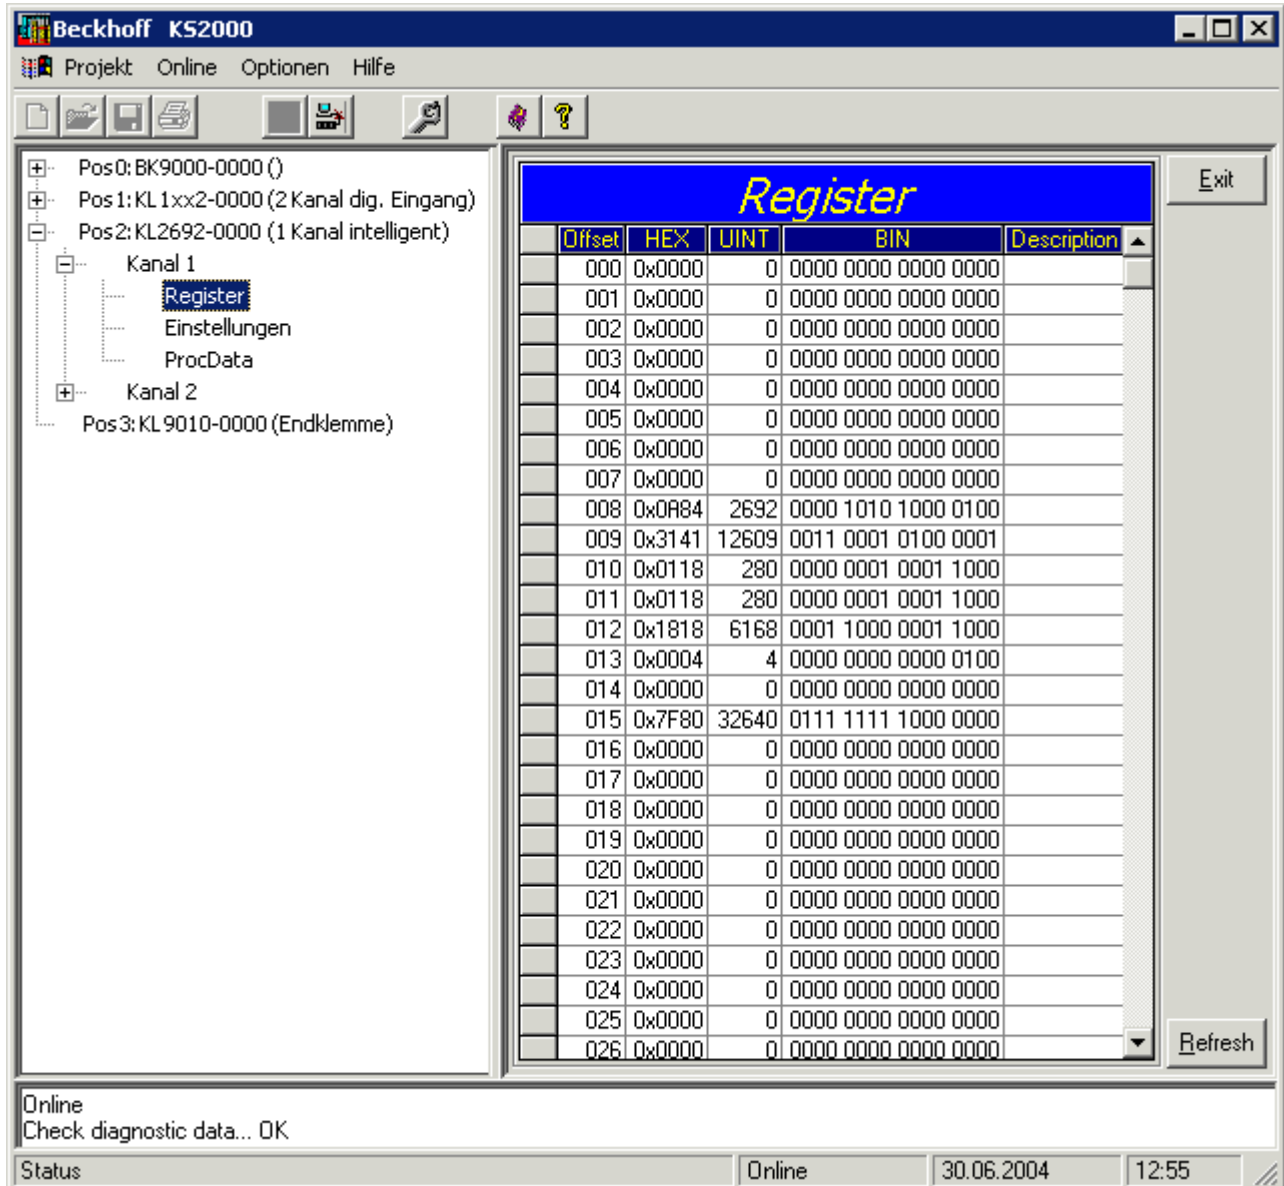 Beckhoff KS2000
Projekt Online Optionen Hilfe
Pos0: BK9000-0000 ()
Pos1: KL1xx2-0000 (2 Kanal dig. Eingang)
Pos2: KL2692-0000 (1 Kanal intelligent)
Kanal 1
Register
Einstellungen
ProcData
Kanal 2
Pos3: KL9010-0000 (Endklemme)
Register
Offset HEX UINT BIN Description
000 0x0000 0 0000 0000 0000 0000
001 0x0000 0 0000 0000 0000 0000
002 0x0000 0 0000 0000 0000 0000
003 0x0000 0 0000 0000 0000 0000
004 0x0000 0 0000 0000 0000 0000
005 0x0000 0 0000 0000 0000 0000
006 0x0000 0 0000 0000 0000 0000
007 0x0000 0 0000 0000 0000 0000
008 0x0A84 2692 0000 1010 1000 0100
009 0x3141 12609 0011 0001 0100 0001
010 0x0118 280 0000 0001 0001 1000
011 0x0118 280 0000 0001 0001 1000
012 0x1818 6168 0001 1000 0001 1000
013 0x0004 4 0000 0000 0000 0100
014 0x0000 0 0000 0000 0000 0000
015 0x7F80 32640 0111 1111 1000 0000
016 0x0000 0 0000 0000 0000 0000
017 0x0000 0 0000 0000 0000 0000
018 0x0000 0 0000 0000 0000 0000
019 0x0000 0 0000 0000 0000 0000
020 0x0000 0 0000 0000 0000 0000
021 0x0000 0 0000 0000 0000 0000
022 0x0000 0 0000 0000 0000 0000
023 0x0000 0 0000 0000 0000 0000
024 0x0000 0 0000 0000 0000 0000
025 0x0000 0 0000 0000 0000 0000
026 0x0000 0 0000 0000 0000 0000
Exit
Refresh
Online
Check diagnostic data... OK
Status Online 30.06.2004 12:55